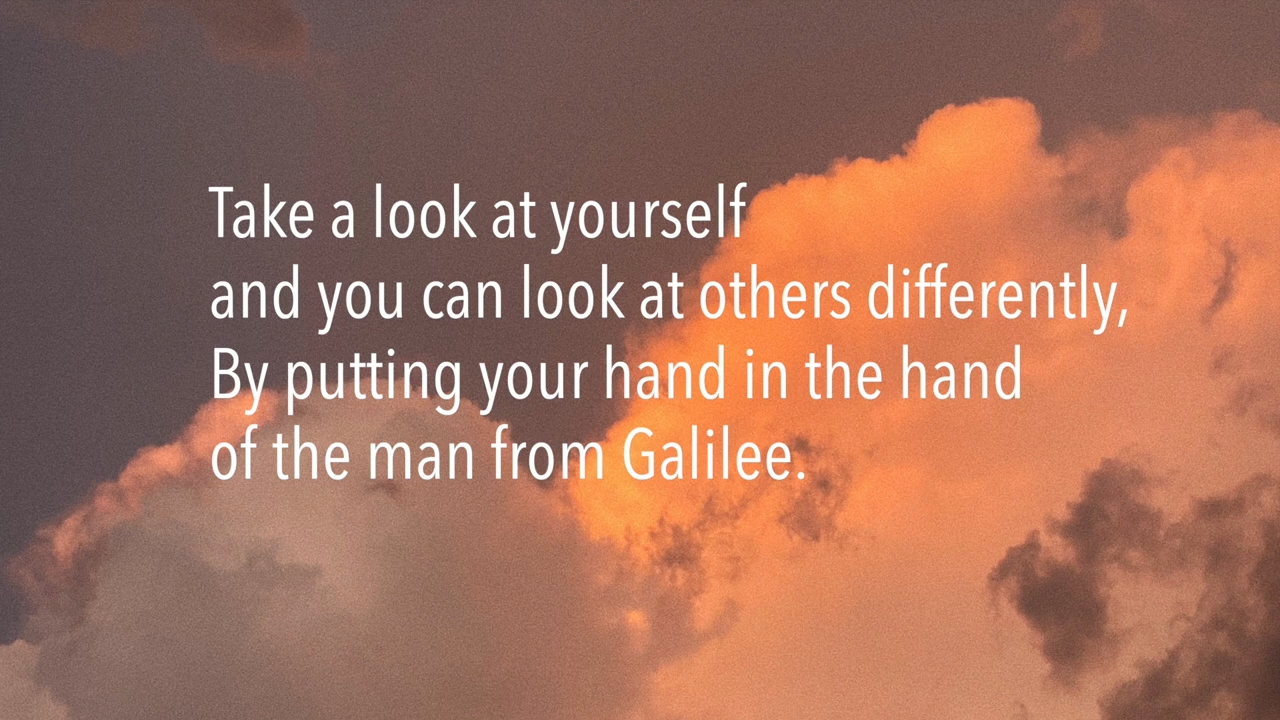 Take a look at yourself
and you can look at others differently,
By putting your hand in the hand
of the man from Galilee.